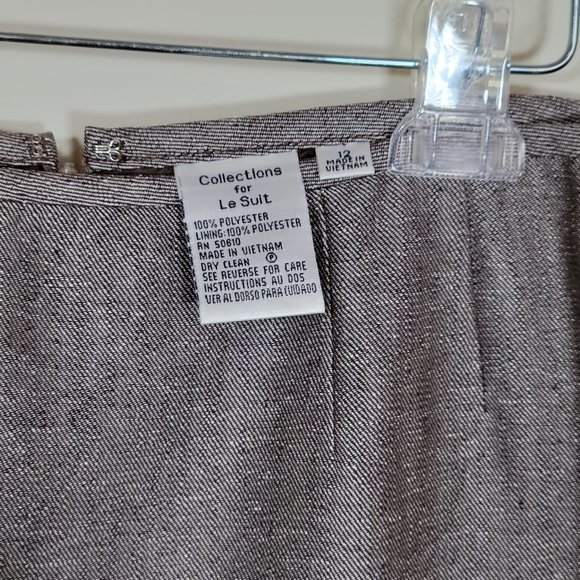 Collections
for
Le Suit
100% POLYESTER
LINING: 100% POLYESTER
RN 50610
MADE IN VIETNAM
DRY CLEAN Ⓟ
SEE REVERSE FOR CARE
INSTRUCTIONS AU DOS
VER AL DORSO PARA CUIDADO
12
MADE IN
VIETNAM